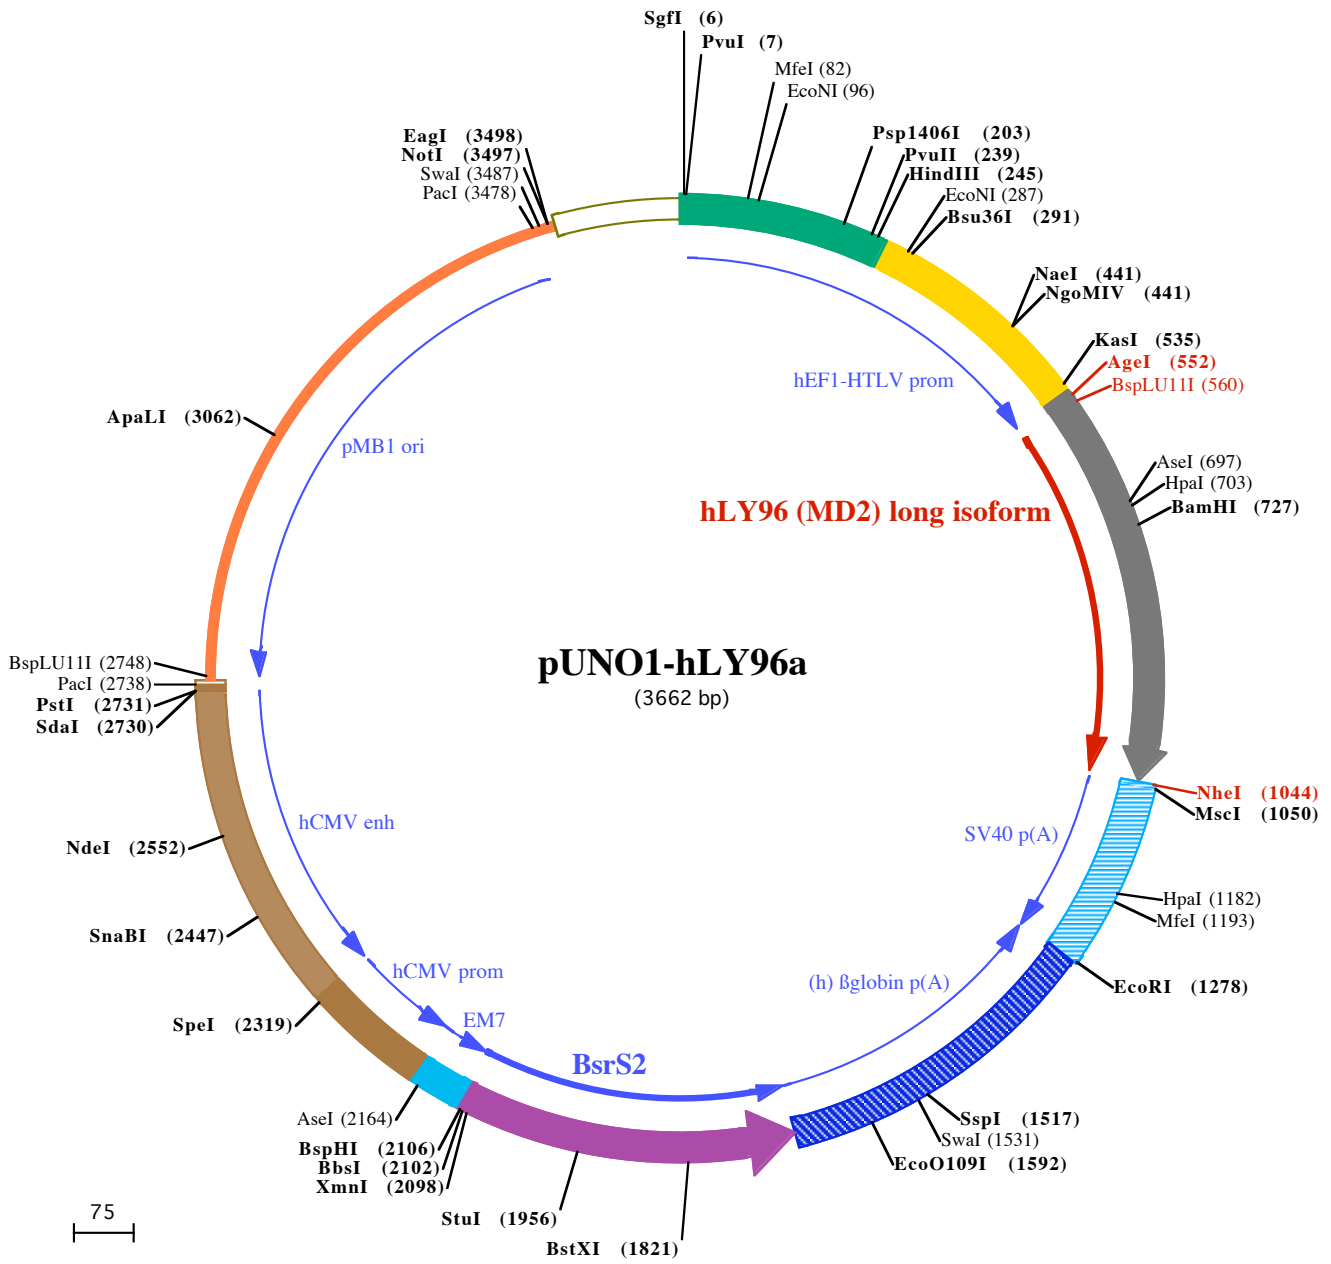 SgfI (6)
PvuI (7)
MfeI (82)
EcoNI (96)
Psp1406I (203)
PvuII (239)
HindIII (245)
EcoNI (287)
Bsu36I (291)
EagI (3498)
NotI (3497)
SwaI (3487)
PacI (3478)
NaeI (441)
NgoMIV (441)
KasI (535)
AgeI (552)
BspLU11I (560)
hEF1-HTLV prom
ApaLI (3062)
pMB1 ori
AseI (697)
HpaI (703)
BamHI (727)
hLY96 (MD2) long isoform
pUNO1-hLY96a
(3662 bp)
BspLU11I (2748)
PacI (2738)
PstI (2731)
SdaI (2730)
NheI (1044)
MscI (1050)
hCMV enh
SV40 p(A)
NdeI (2552)
HpaI (1182)
MfeI (1193)
SnaBI (2447)
hCMV prom
(h) ßglobin p(A)
EcoRI (1278)
SpeI (2319)
EM7
BsrS2
AseI (2164)
BspHI (2106)
BbsI (2102)
XmnI (2098)
SspI (1517)
SwaI (1531)
EcoO109I (1592)
StuI (1956)
BstXI (1821)
75